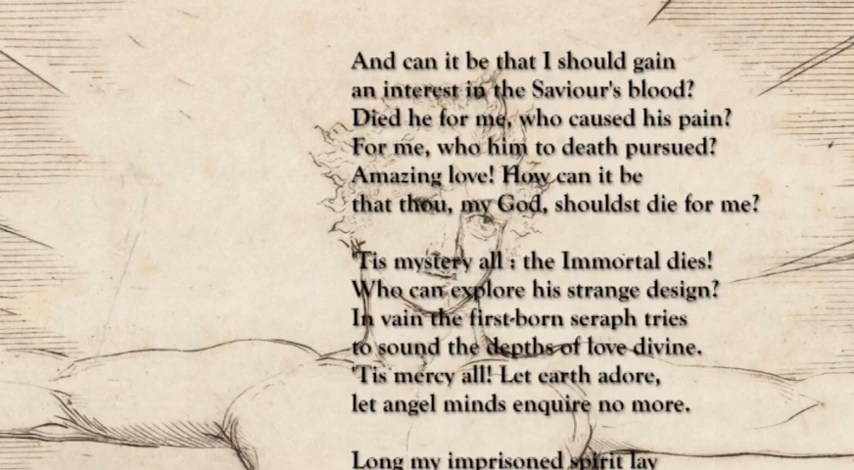 And can it be that I should gain
an interest in the Saviour's blood?
Died he for me, who caused his pain?
For me, who him to death pursued?
Amazing love! How can it be
that thou, my God, shouldst die for me?
'Tis mystery all : the Immortal dies!
Who can explore his strange design?
In vain the first-born seraph tries
to sound the depths of love divine.
'Tis mercy all! Let earth adore,
let angel minds enquire no more.
Long my imprisoned spirit lay